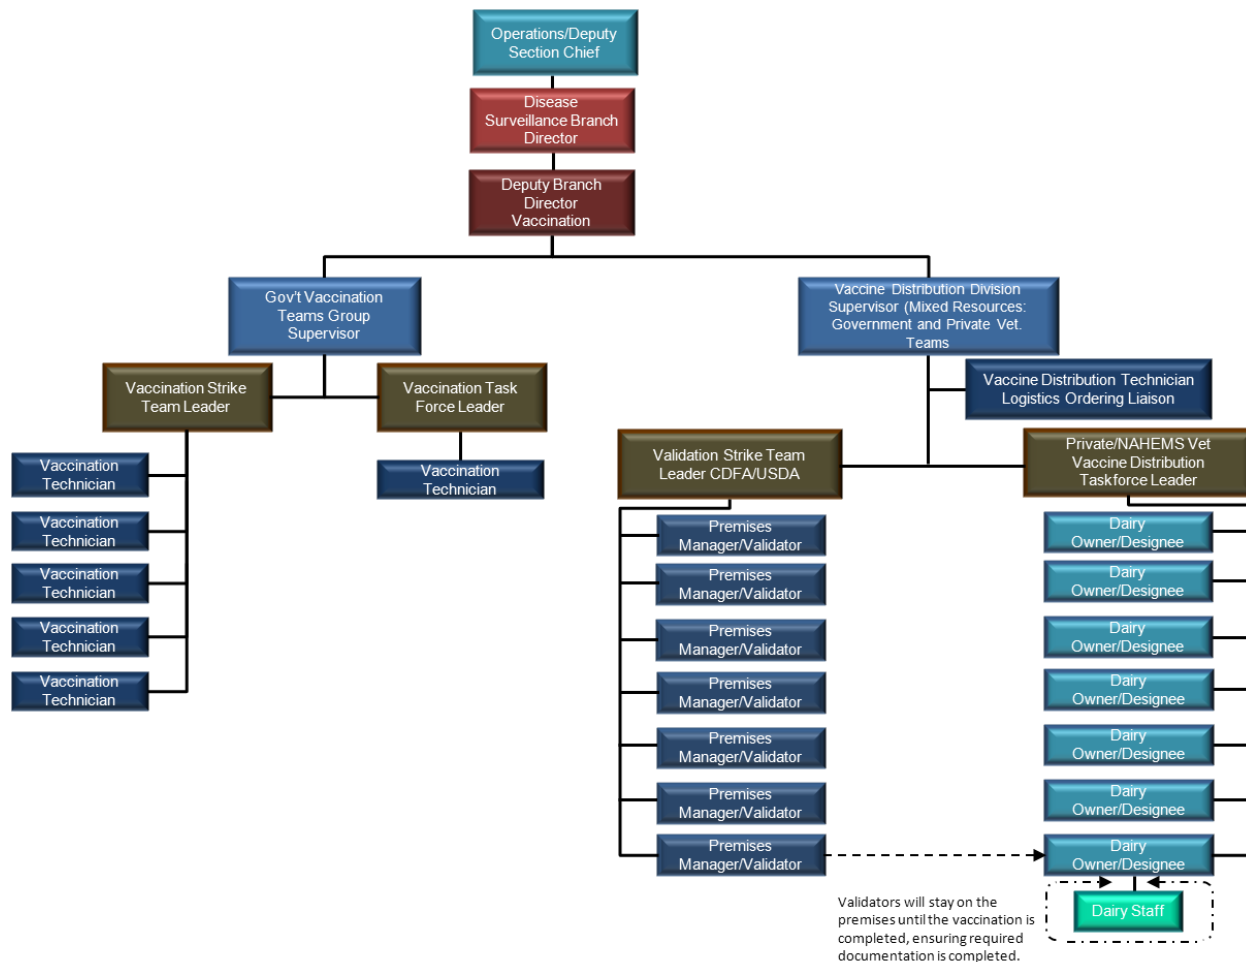 Operations/Deputy
Section Chief
Disease
Surveillance Branch
Director
Deputy Branch
Director
Vaccination
Gov't Vaccination
Teams Group
Supervisor
Vaccine Distribution Division
Supervisor (Mixed Resources:
Government and Private Vet.
Teams
Vaccination Strike
Team Leader
Vaccination Task
Force Leader
Vaccine Distribution Technician
Logistics Ordering Liaison
Validation Strike Team
Leader CDFA/USDA
Private/NAHEMS Vet
Vaccine Distribution
Taskforce Leader
Vaccination
Technician
Vaccination
Technician
Vaccination
Technician
Vaccination
Technician
Vaccination
Technician
Vaccination
Technician
Premises
Manager/Validator
Premises
Manager/Validator
Premises
Manager/Validator
Premises
Manager/Validator
Premises
Manager/Validator
Premises
Manager/Validator
Premises
Manager/Validator
Dairy
Owner/Designee
Dairy
Owner/Designee
Dairy
Owner/Designee
Dairy
Owner/Designee
Dairy
Owner/Designee
Dairy
Owner/Designee
Dairy
Owner/Designee
Dairy Staff
Validators will stay on the
premises until the vaccination is
completed, ensuring required
documentation is completed.